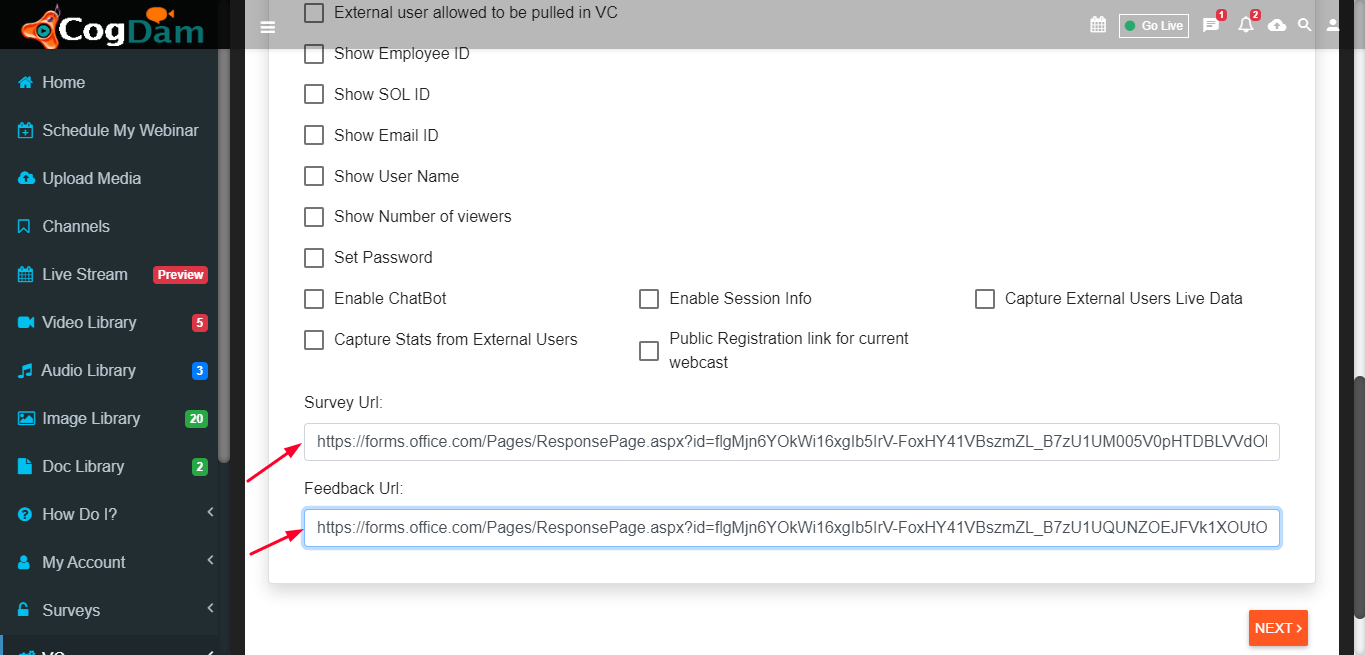 CogDam
Home
Schedule My Webinar
Upload Media
Channels
Live Stream Preview
Video Library 5
Audio Library 3
Image Library 20
Doc Library 2
How Do I?
My Account
Surveys
VC
Go Live 1 2
External user allowed to be pulled in VC
Show Employee ID
Show SOL ID
Show Email ID
Show User Name
Show Number of viewers
Set Password
Enable ChatBot Enable Session Info Capture External Users Live Data
Capture Stats from External Users
Public Registration link for current
webcast
Survey Url:
https://forms.office.com/Pages/ResponsePage.aspx?id=flgMjn6YOkWi16xgIb5IrV-FoxHY41VBszmZL_B7zU1UM005V0pHTDBLVVdO
Feedback Url:
https://forms.office.com/Pages/ResponsePage.aspx?id=flgMjn6YOkWi16xgIb5IrV-FoxHY41VBszmZL_B7zU1UQUNZOEJFVk1XOUtO
NEXT